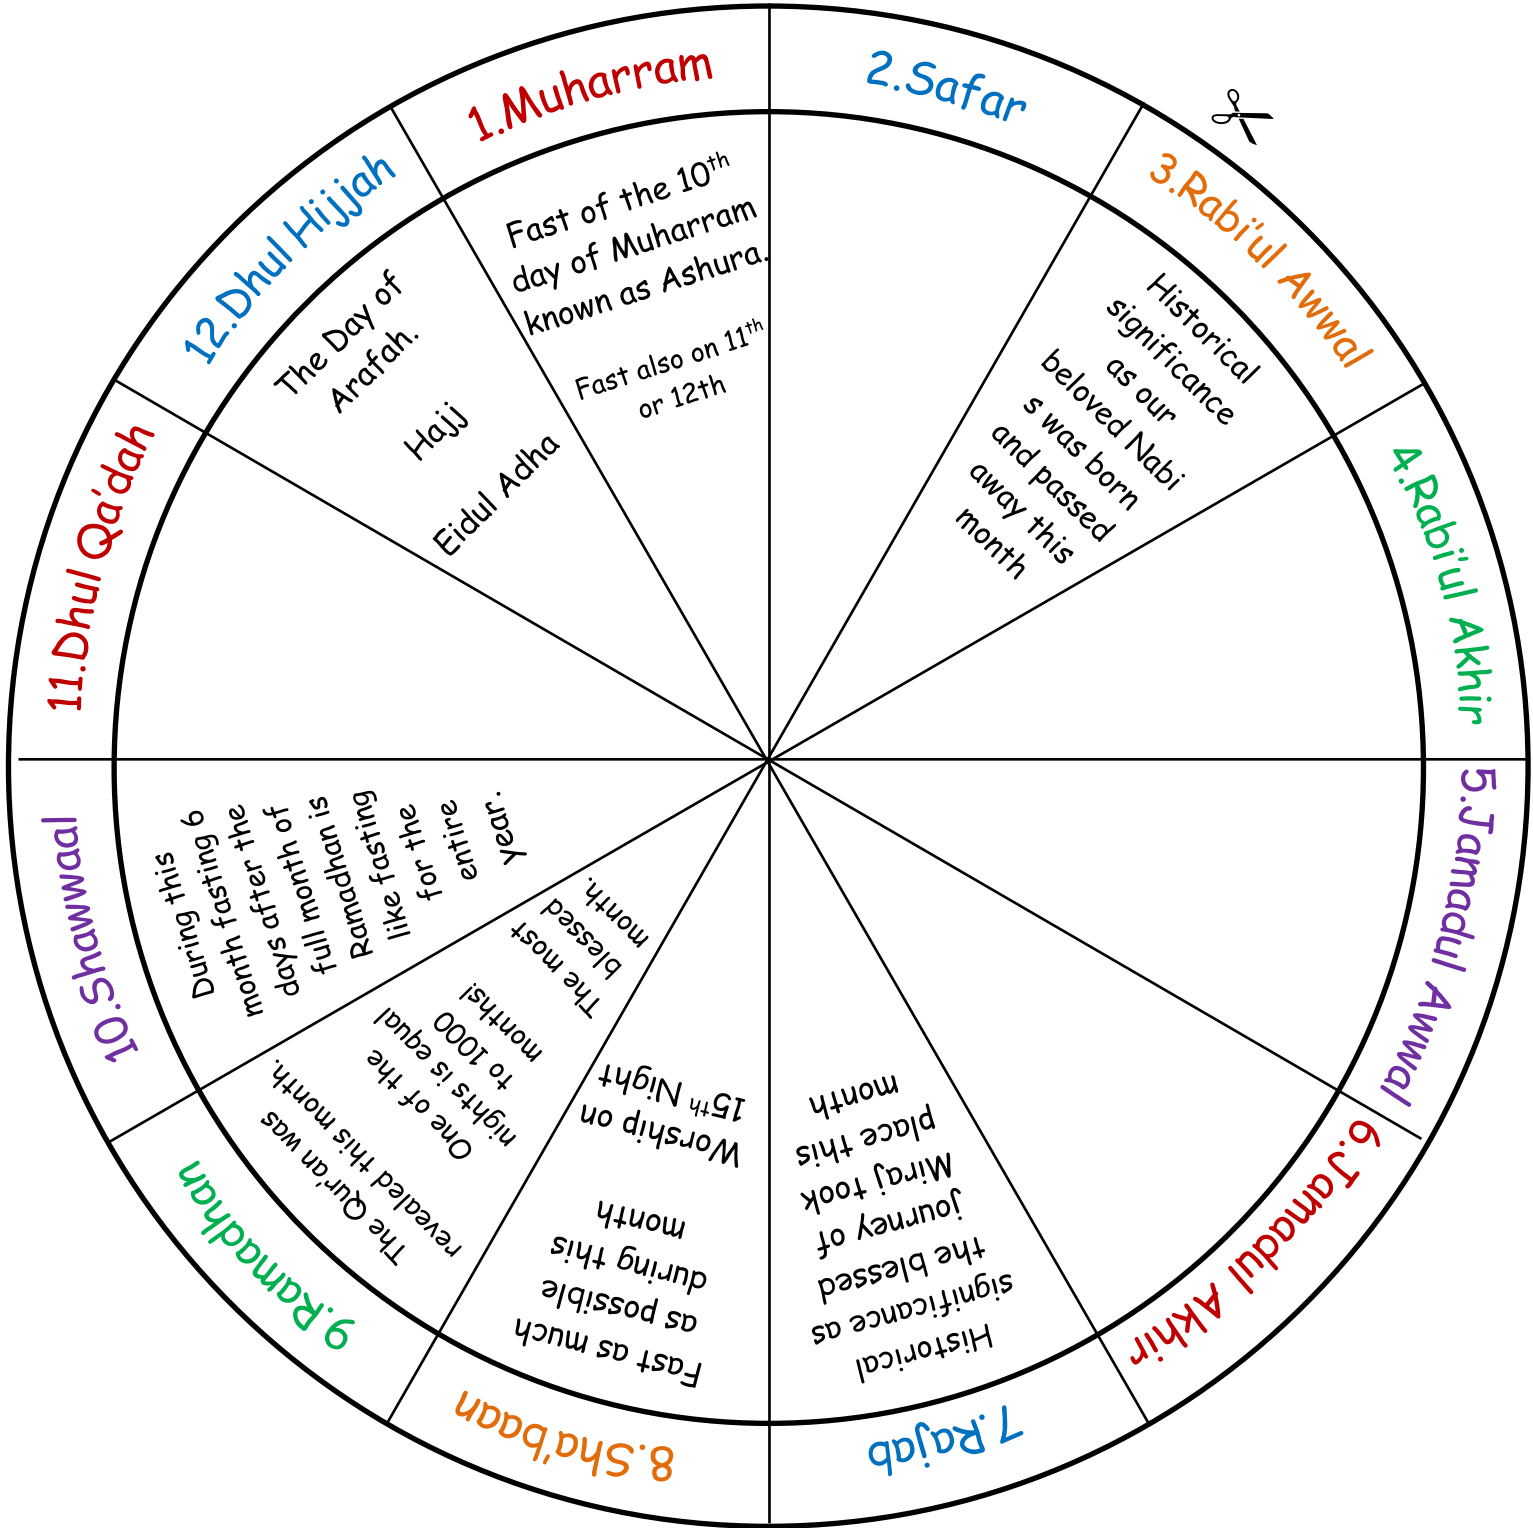 1.Muharram
Fast of the 10th
day of Muharram
known as Ashura.
Fast also on 11th
or 12th
2.Safar
3.Rabi'ul Awwal
Historical
significance
as our
beloved Nabi
s was born
and passed
away this
month
4.Rabi'ul Akhir
5.Jamadul Awwal
6.Jamadul Akhir
7.Rajab
Historical
significance as
the blessed
journey of
Miraj took
place this
month
8.Sha'baan
Fast as much
as possible
during this
month
Worship on
15th Night
9.Ramadhan
The Qur'an was
revealed this month.
One of the
nights is equal
to 1000
months!
The most
blessed
month.
10.Shawwaal
During this
month fasting 6
days after the
full month of
Ramadhan is
like fasting
for the
entire
year.
11.Dhul Qa'dah
12.Dhul Hijjah
The Day of
Arafah.
Hajj
Eidul Adha